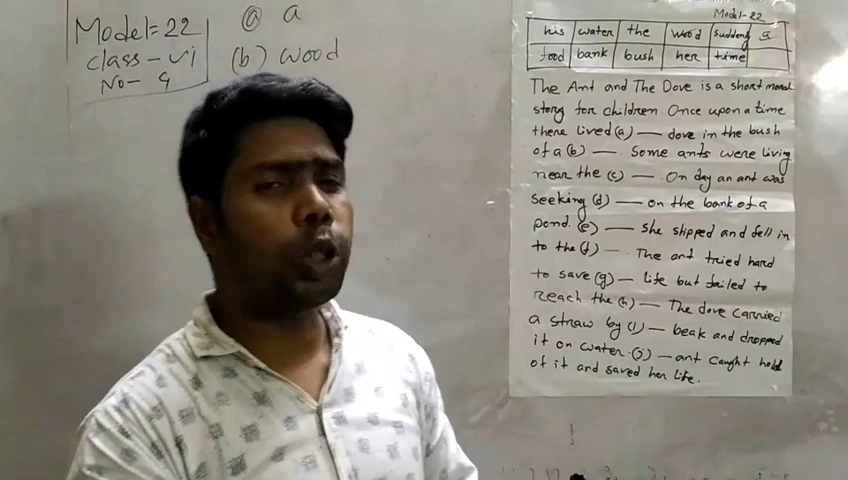 Model=22
class-vi
No- 4
(a) a
(b) wood
Model-22
his water the wood suddenly a
food bank bush her time
The Ant and The Dove is a short moral
story for children. Once upon a time
there lived (a) — dove in the bush
of a (b) —. Some ants were living
near the (c) —. On day an ant was
seeking (d) — on the bank of a
pond. (e) — she slipped and fell in
to the (f) —. The ant tried hard
to save (g) — life but failed to
reach the (h) — The dove carried
a straw by (i) — beak and dropped
it on water. (j) — ant caught hold
of it and saved her life.